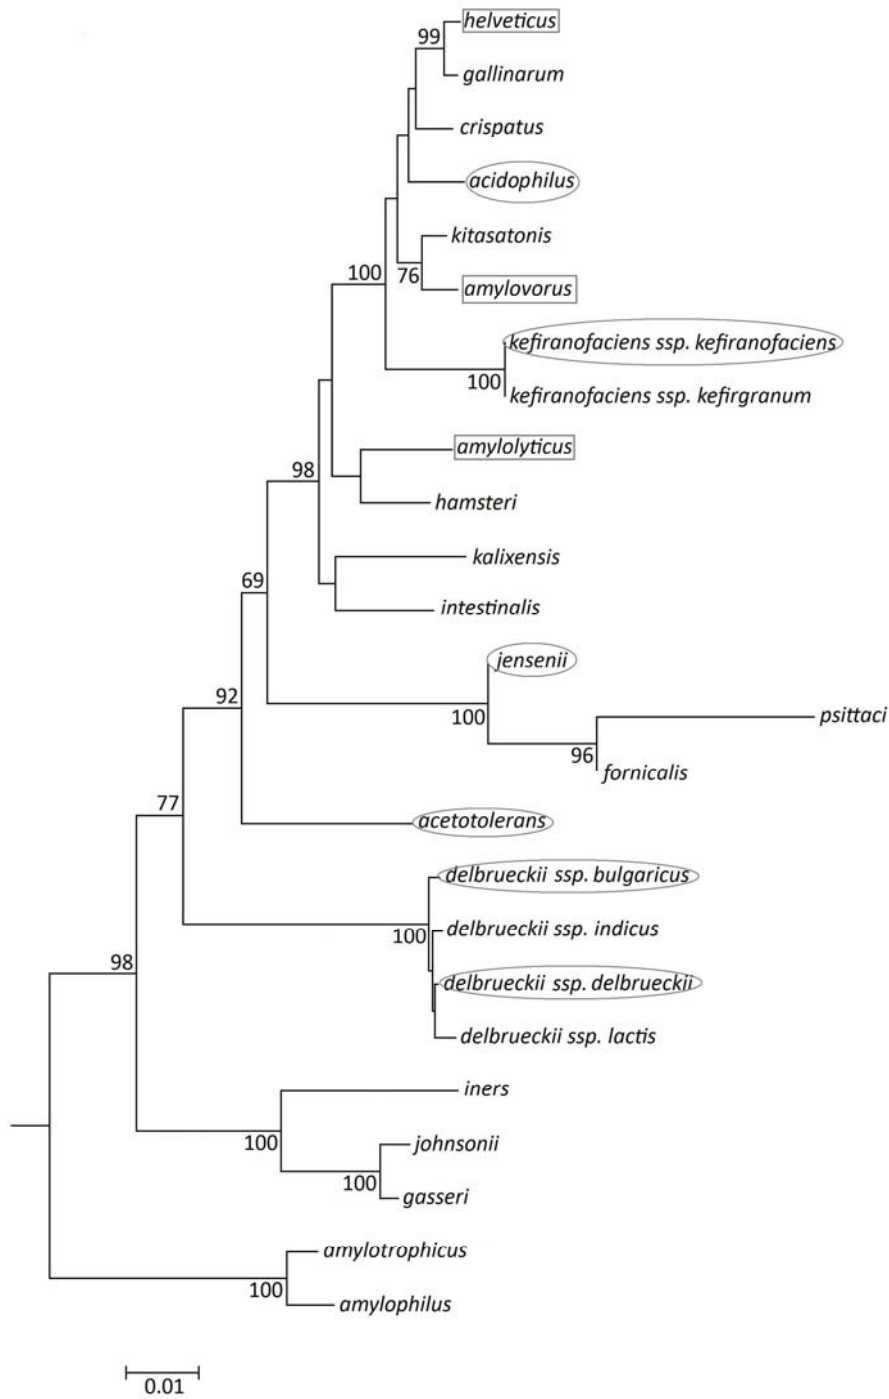 helveticus
99
gallinarum
crispatus
acidophilus
kitasatonis
100
76
amylovorus
kefiranofaciens ssp. kefiranofaciens
100
kefiranofaciens ssp. kefirgranum
amylolyticus
98
hamsteri
kalixensis
69
intestinalis
jensenii
92
100
psittaci
96
fornicalis
77
acetotolerans
delbrueckii ssp. bulgaricus
delbrueckii ssp. indicus
100
98
delbrueckii ssp. delbrueckii
delbrueckii ssp. lactis
iners
100
johnsonii
100
gasseri
amylotrophicus
100
amylophilus
0.01